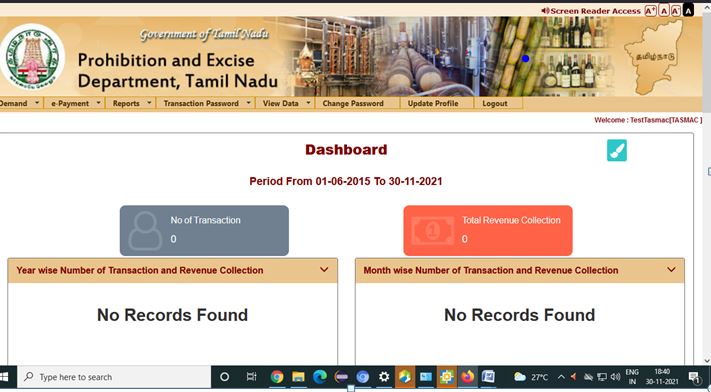 Screen Reader Access A+ A A- A
Government of Tamil Nadu
Prohibition and Excise
Department, Tamil Nadu
தமிழ்நாடு
Demand e-Payment Reports Transaction Password View Data Change Password Update Profile Logout
Welcome : TestTasmac[TASMAC ]
Dashboard
Period From 01-06-2015 To 30-11-2021
No of Transaction
0
Total Revenue Collection
0
Year wise Number of Transaction and Revenue Collection
Month wise Number of Transaction and Revenue Collection
No Records Found
No Records Found
Type here to search
27°C
ENG
IN
18:40
30-11-2021
1